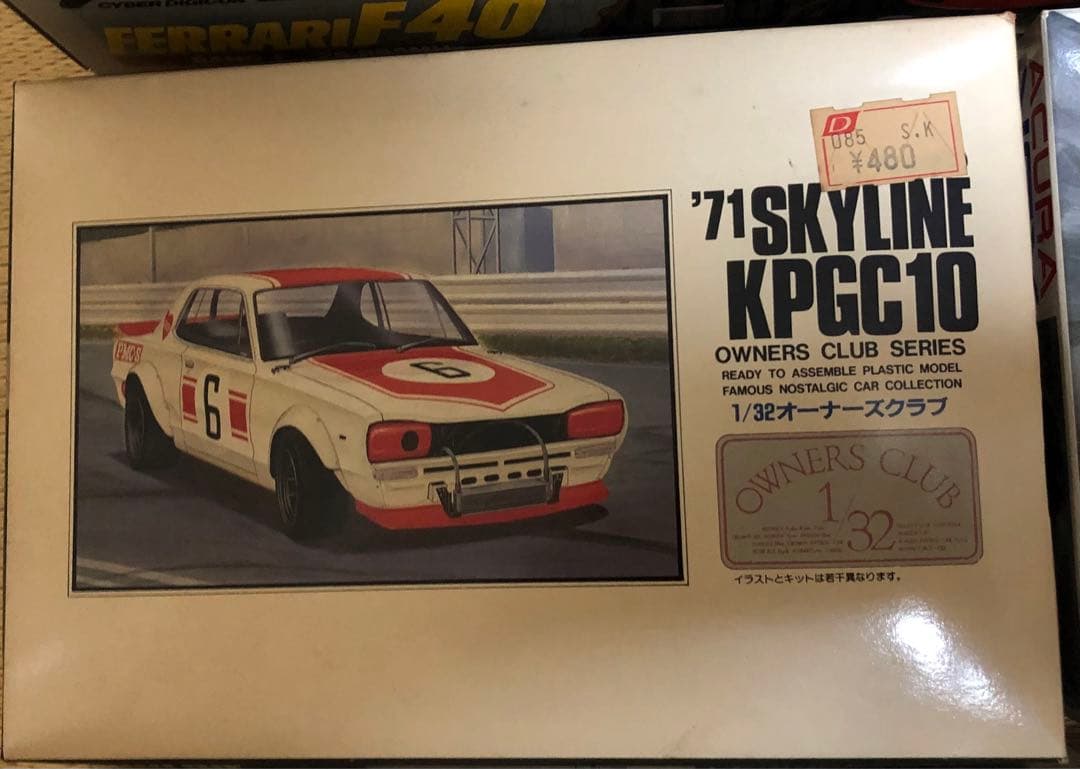 FERRARI F40
ACURA
D
085 S.K
¥480
'71 SKYLINE
KPGC10
OWNERS CLUB SERIES
READY TO ASSEMBLE PLASTIC MODEL
FAMOUS NOSTALGIC CAR COLLECTION
1/32オーナーズクラブ
OWNERS CLUB
1/32
イラストとキットは若干異なります。
PMCS
6
6